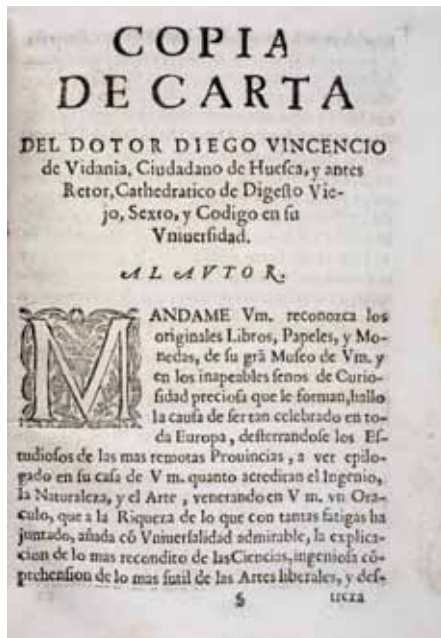 COPIA
DE CARTA
DEL DOTOR DIEGO VINCENCIO
de Vidania, Ciudadano de Huesca, y antes
Retor, Cathedratico de Digesto Vie-
jo, Sexto, y Codigo en su
Vniuersidad.
AL AVTOR.
MANDAME Vm. reconozca los
originales Libros, Papeles, y Mo-
nedas, de su grã Museo de Vm. y
en los inapeables senos de Curio-
sidad preciosa que le forman, hallo
la causa de ser tan celebrado en to-
da Europa, desterrandose los Es-
tudiosos de las mas remotas Prouincias, a ver epilo-
gado en su casa de Vm. quanto acreditan el Ingenio,
la Naturaleza, y el Arte, venerando en Vm. vn Ora-
culo, que a la Riqueza de lo que con tantas fatigas ha
juntado, añada cõ Vniuersalidad admirable, la explica-
cion de lo mas recondito de las Ciencias, ingeniosa cõ-
prehension de lo mas sutil de las Artes liberales, y des-
treza